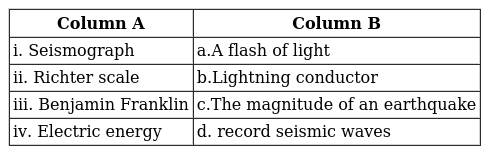 Column A Column B
i. Seismograph a.A flash of light
ii. Richter scale b.Lightning conductor
iii. Benjamin Franklin c.The magnitude of an earthquake
iv. Electric energy d. record seismic waves